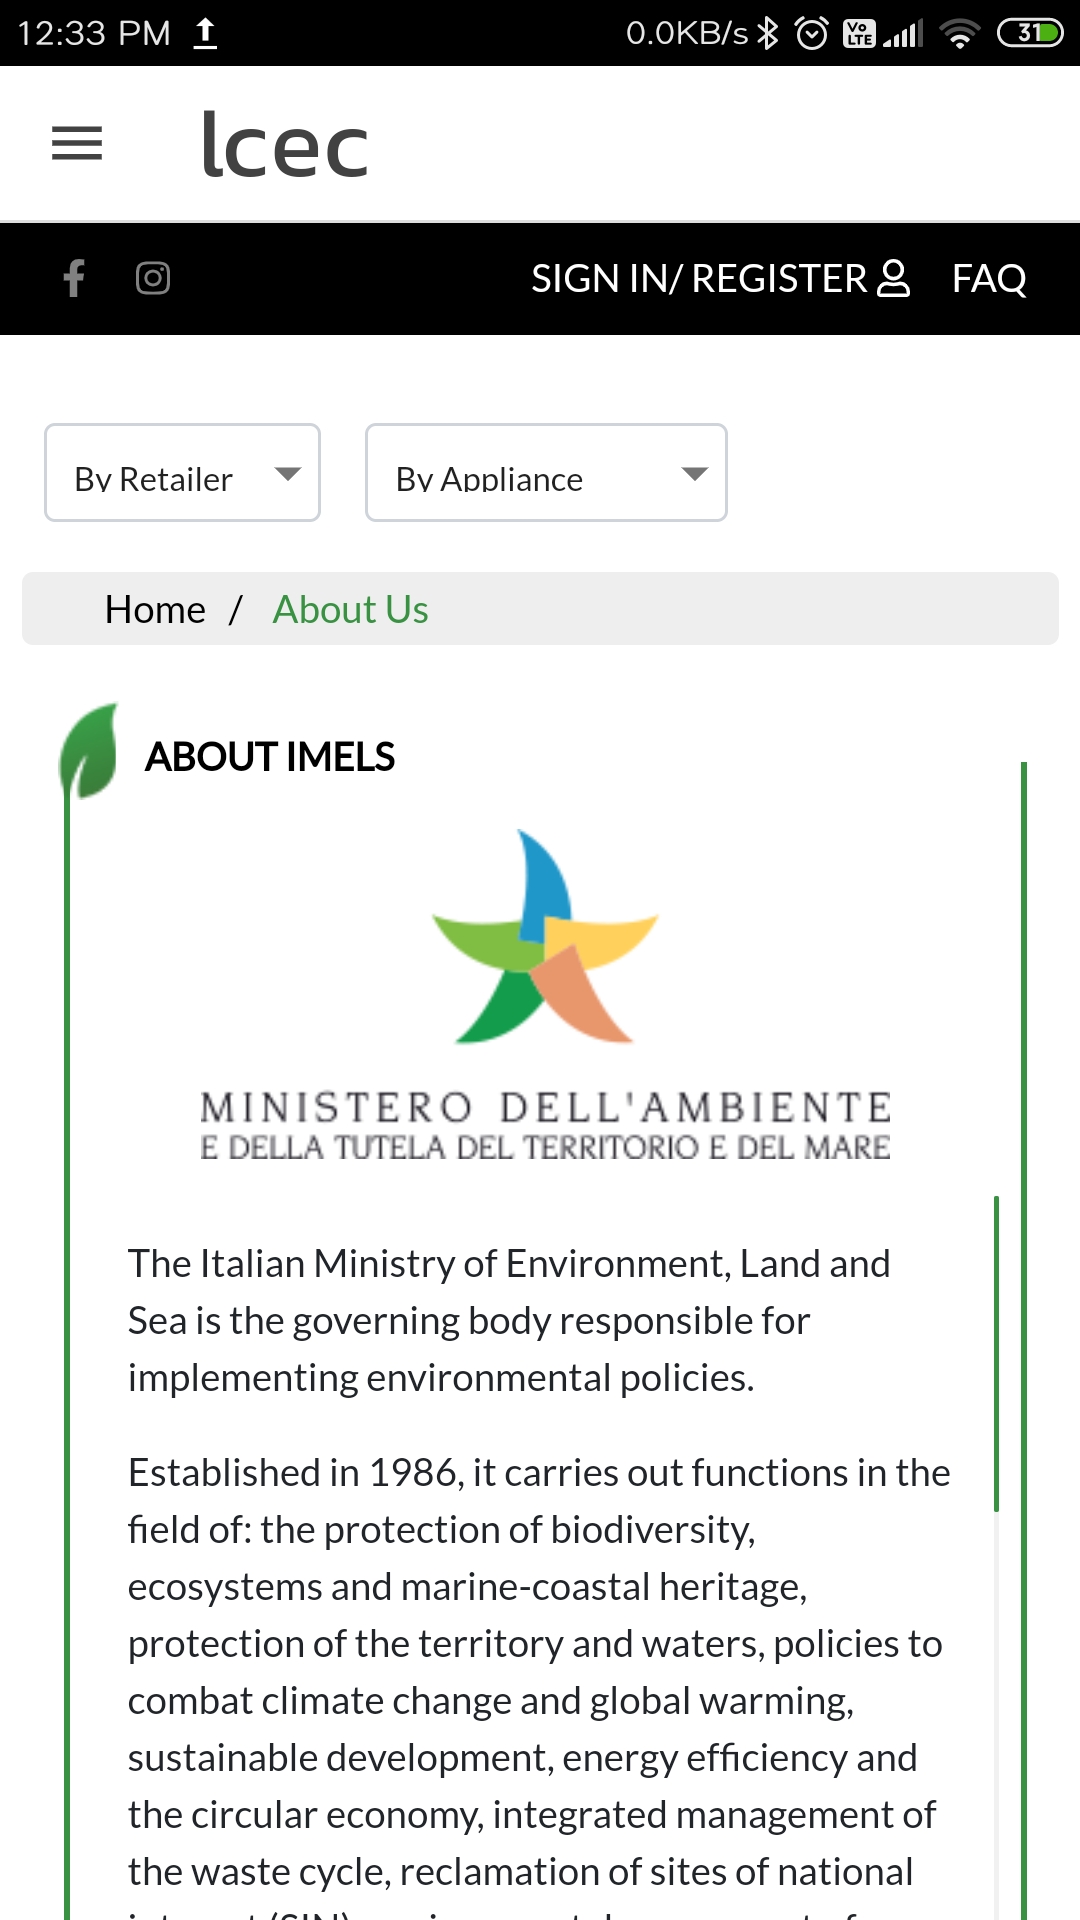 12:33 PM 0.0KB/s Vo LTE 31
lcec
SIGN IN/ REGISTER FAQ
By Retailer By Appliance
Home / About Us
ABOUT IMELS
MINISTERO DELL'AMBIENTE
E DELLA TUTELA DEL TERRITORIO E DEL MARE
The Italian Ministry of Environment, Land and
Sea is the governing body responsible for
implementing environmental policies.
Established in 1986, it carries out functions in the
field of: the protection of biodiversity,
ecosystems and marine-coastal heritage,
protection of the territory and waters, policies to
combat climate change and global warming,
sustainable development, energy efficiency and
the circular economy, integrated management of
the waste cycle, reclamation of sites of national